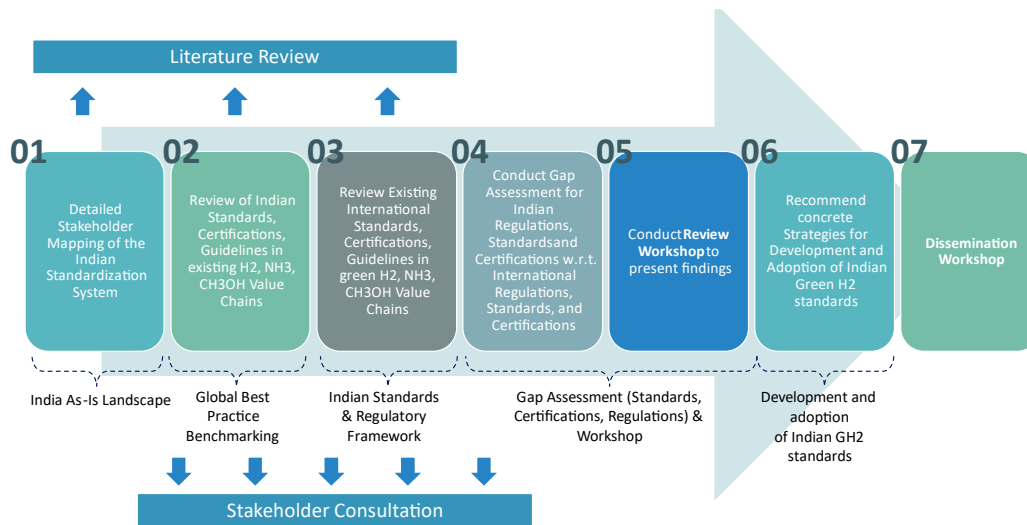 Literature Review
01
02
03
04
05
06
07
Detailed
Stakeholder
Mapping of the
Indian
Standardization
System
Review of Indian
Standards,
Certifications,
Guidelines in
existing H2, NH3,
CH3OH Value
Chains
Review Existing
International
Standards,
Certifications,
Guidelines in
green H2, NH3,
CH3OH Value
Chains
Conduct Gap
Assessment for
Indian
Regulations,
Standardsand
Certifications w.r.t.
International
Regulations,
Standards, and
Certifications
Conduct Review
Workshop to
present findings
Recommend
concrete
Strategies for
Development and
Adoption of Indian
Green H2
standards
Dissemination
Workshop
India As-Is Landscape
Global Best
Practice
Benchmarking
Indian Standards
& Regulatory
Framework
Gap Assessment (Standards,
Certifications, Regulations) &
Workshop
Development and
adoption
of Indian GH2
standards
Stakeholder Consultation